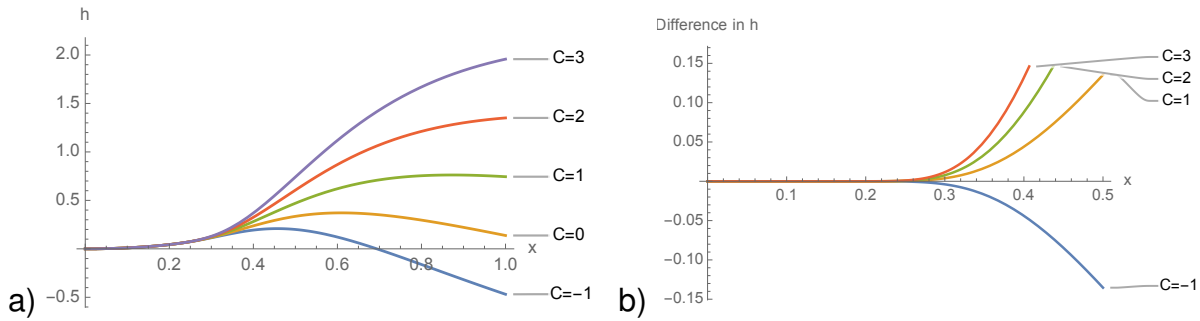 h
2.0
1.5
1.0
0.5
−0.5
0.2 0.4 0.6 0.8 1.0
x
C=3
C=2
C=1
C=0
C=−1
a)
Difference in h
0.15
0.10
0.05
0.00
−0.05
−0.10
−0.15
0.1 0.2 0.3 0.4 0.5
x
C=3
C=2
C=1
C=−1
b)